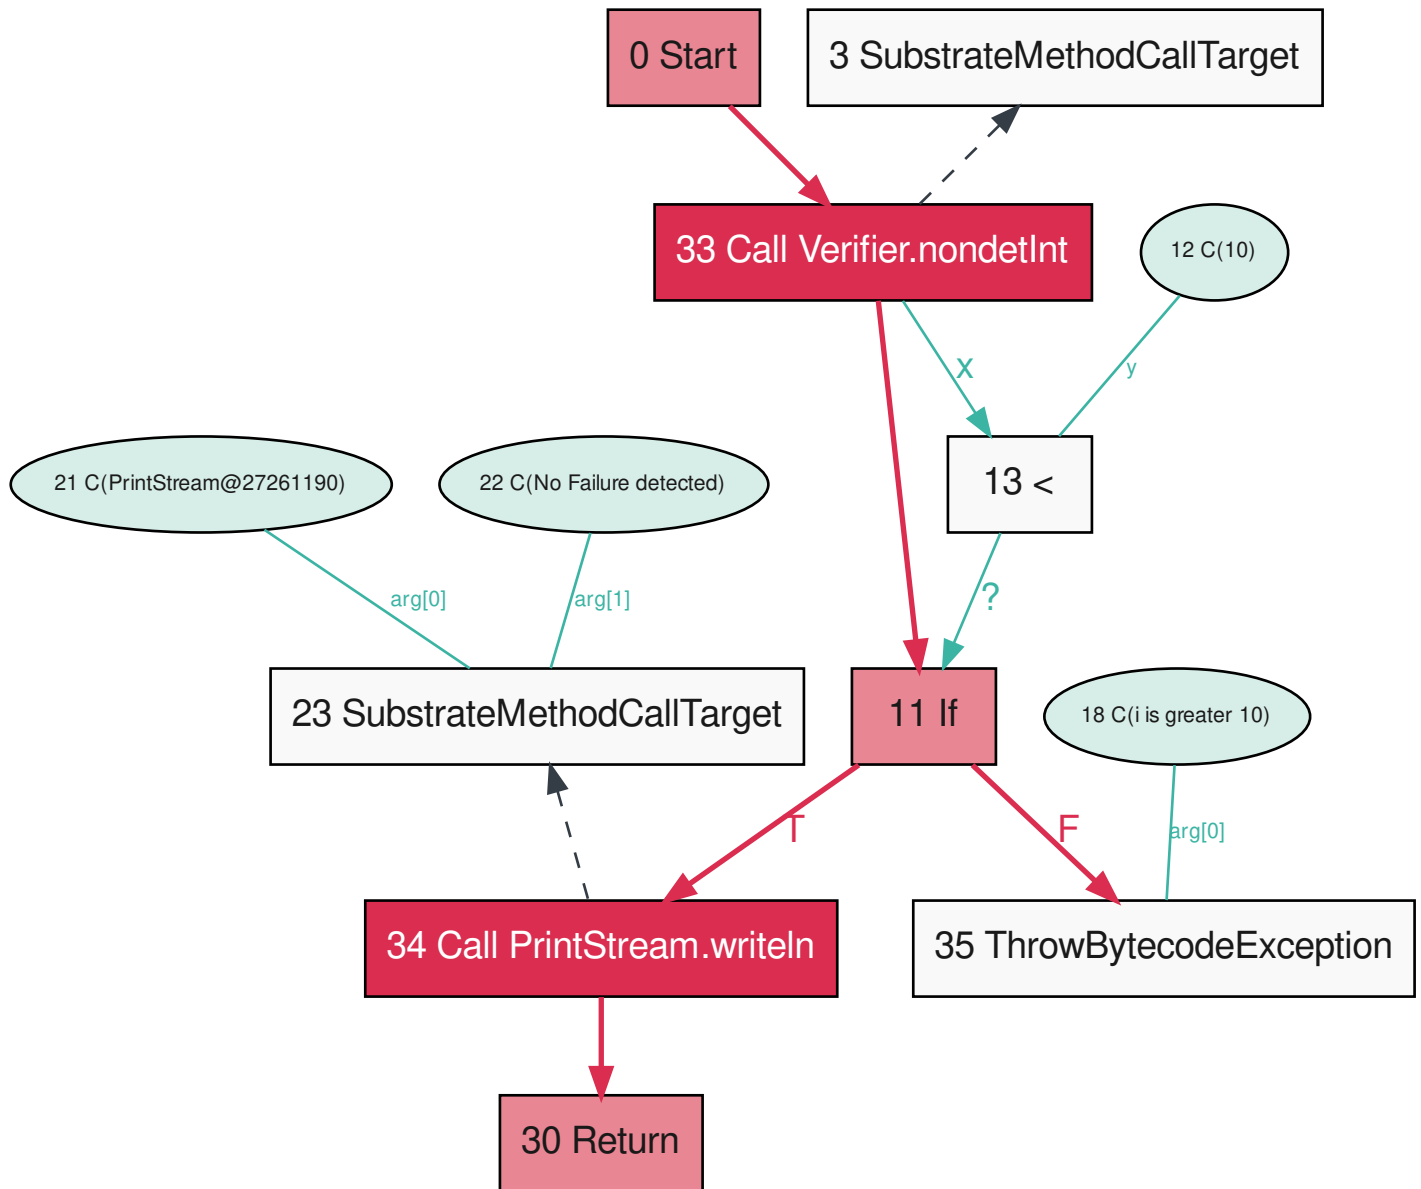 0 Start
3 SubstrateMethodCallTarget
33 Call Verifier.nondetInt
12 C(10)
x
y
21 C(PrintStream@27261190)
22 C(No Failure detected)
13 <
arg[0]
arg[1]
?
23 SubstrateMethodCallTarget
11 If
18 C(i is greater 10)
T
F
arg[0]
34 Call PrintStream.writeln
35 ThrowBytecodeException
30 Return